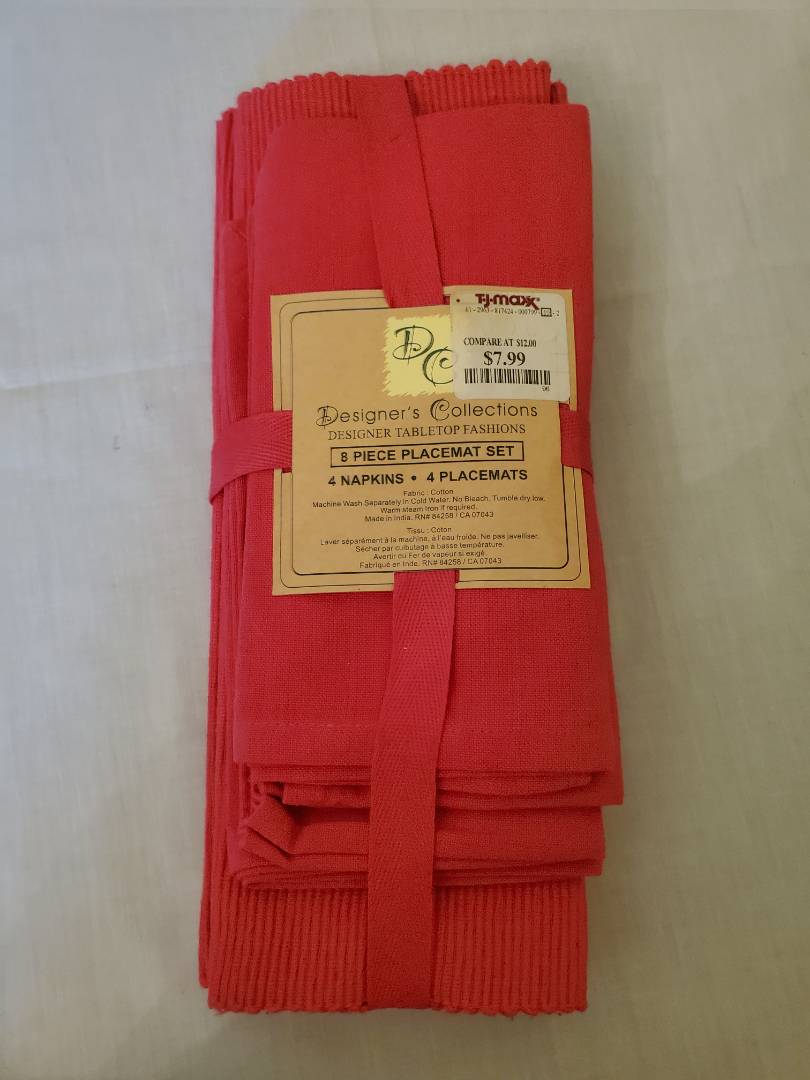 T·J·maxx
COMPARE AT $12.00
$7.99
96
DC
Designer's Collections
DESIGNER TABLETOP FASHIONS
8 PIECE PLACEMAT SET
4 NAPKINS • 4 PLACEMATS
Fabric : Cotton
Machine Wash Separately in Cold Water. No Bleach. Tumble dry low.
Warm steam Iron if required.
Made in India. RN# 84258 / CA 07043
Tissu : Coton
Laver séparément à la machine, à l'eau froide. Ne pas javelliser.
Sécher par culbutage à basse température.
Avertir du Fer de vapeur si exigé.
Fabriqué en Inde. RN# 84258 / CA 07043